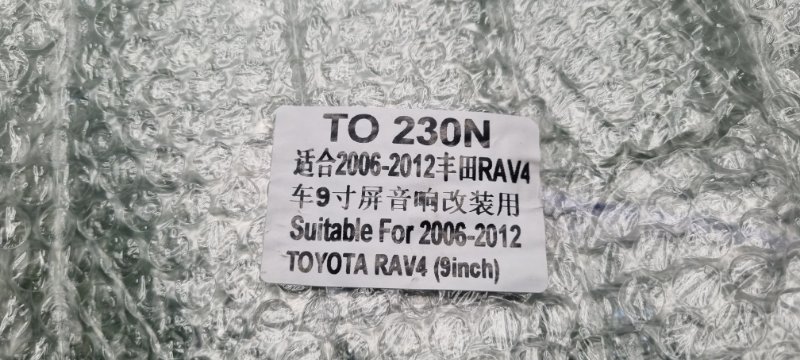 TO 230N
适合2006-2012丰田RAV4
车9寸屏音响改装用
Suitable For 2006-2012
TOYOTA RAV4 (9inch)